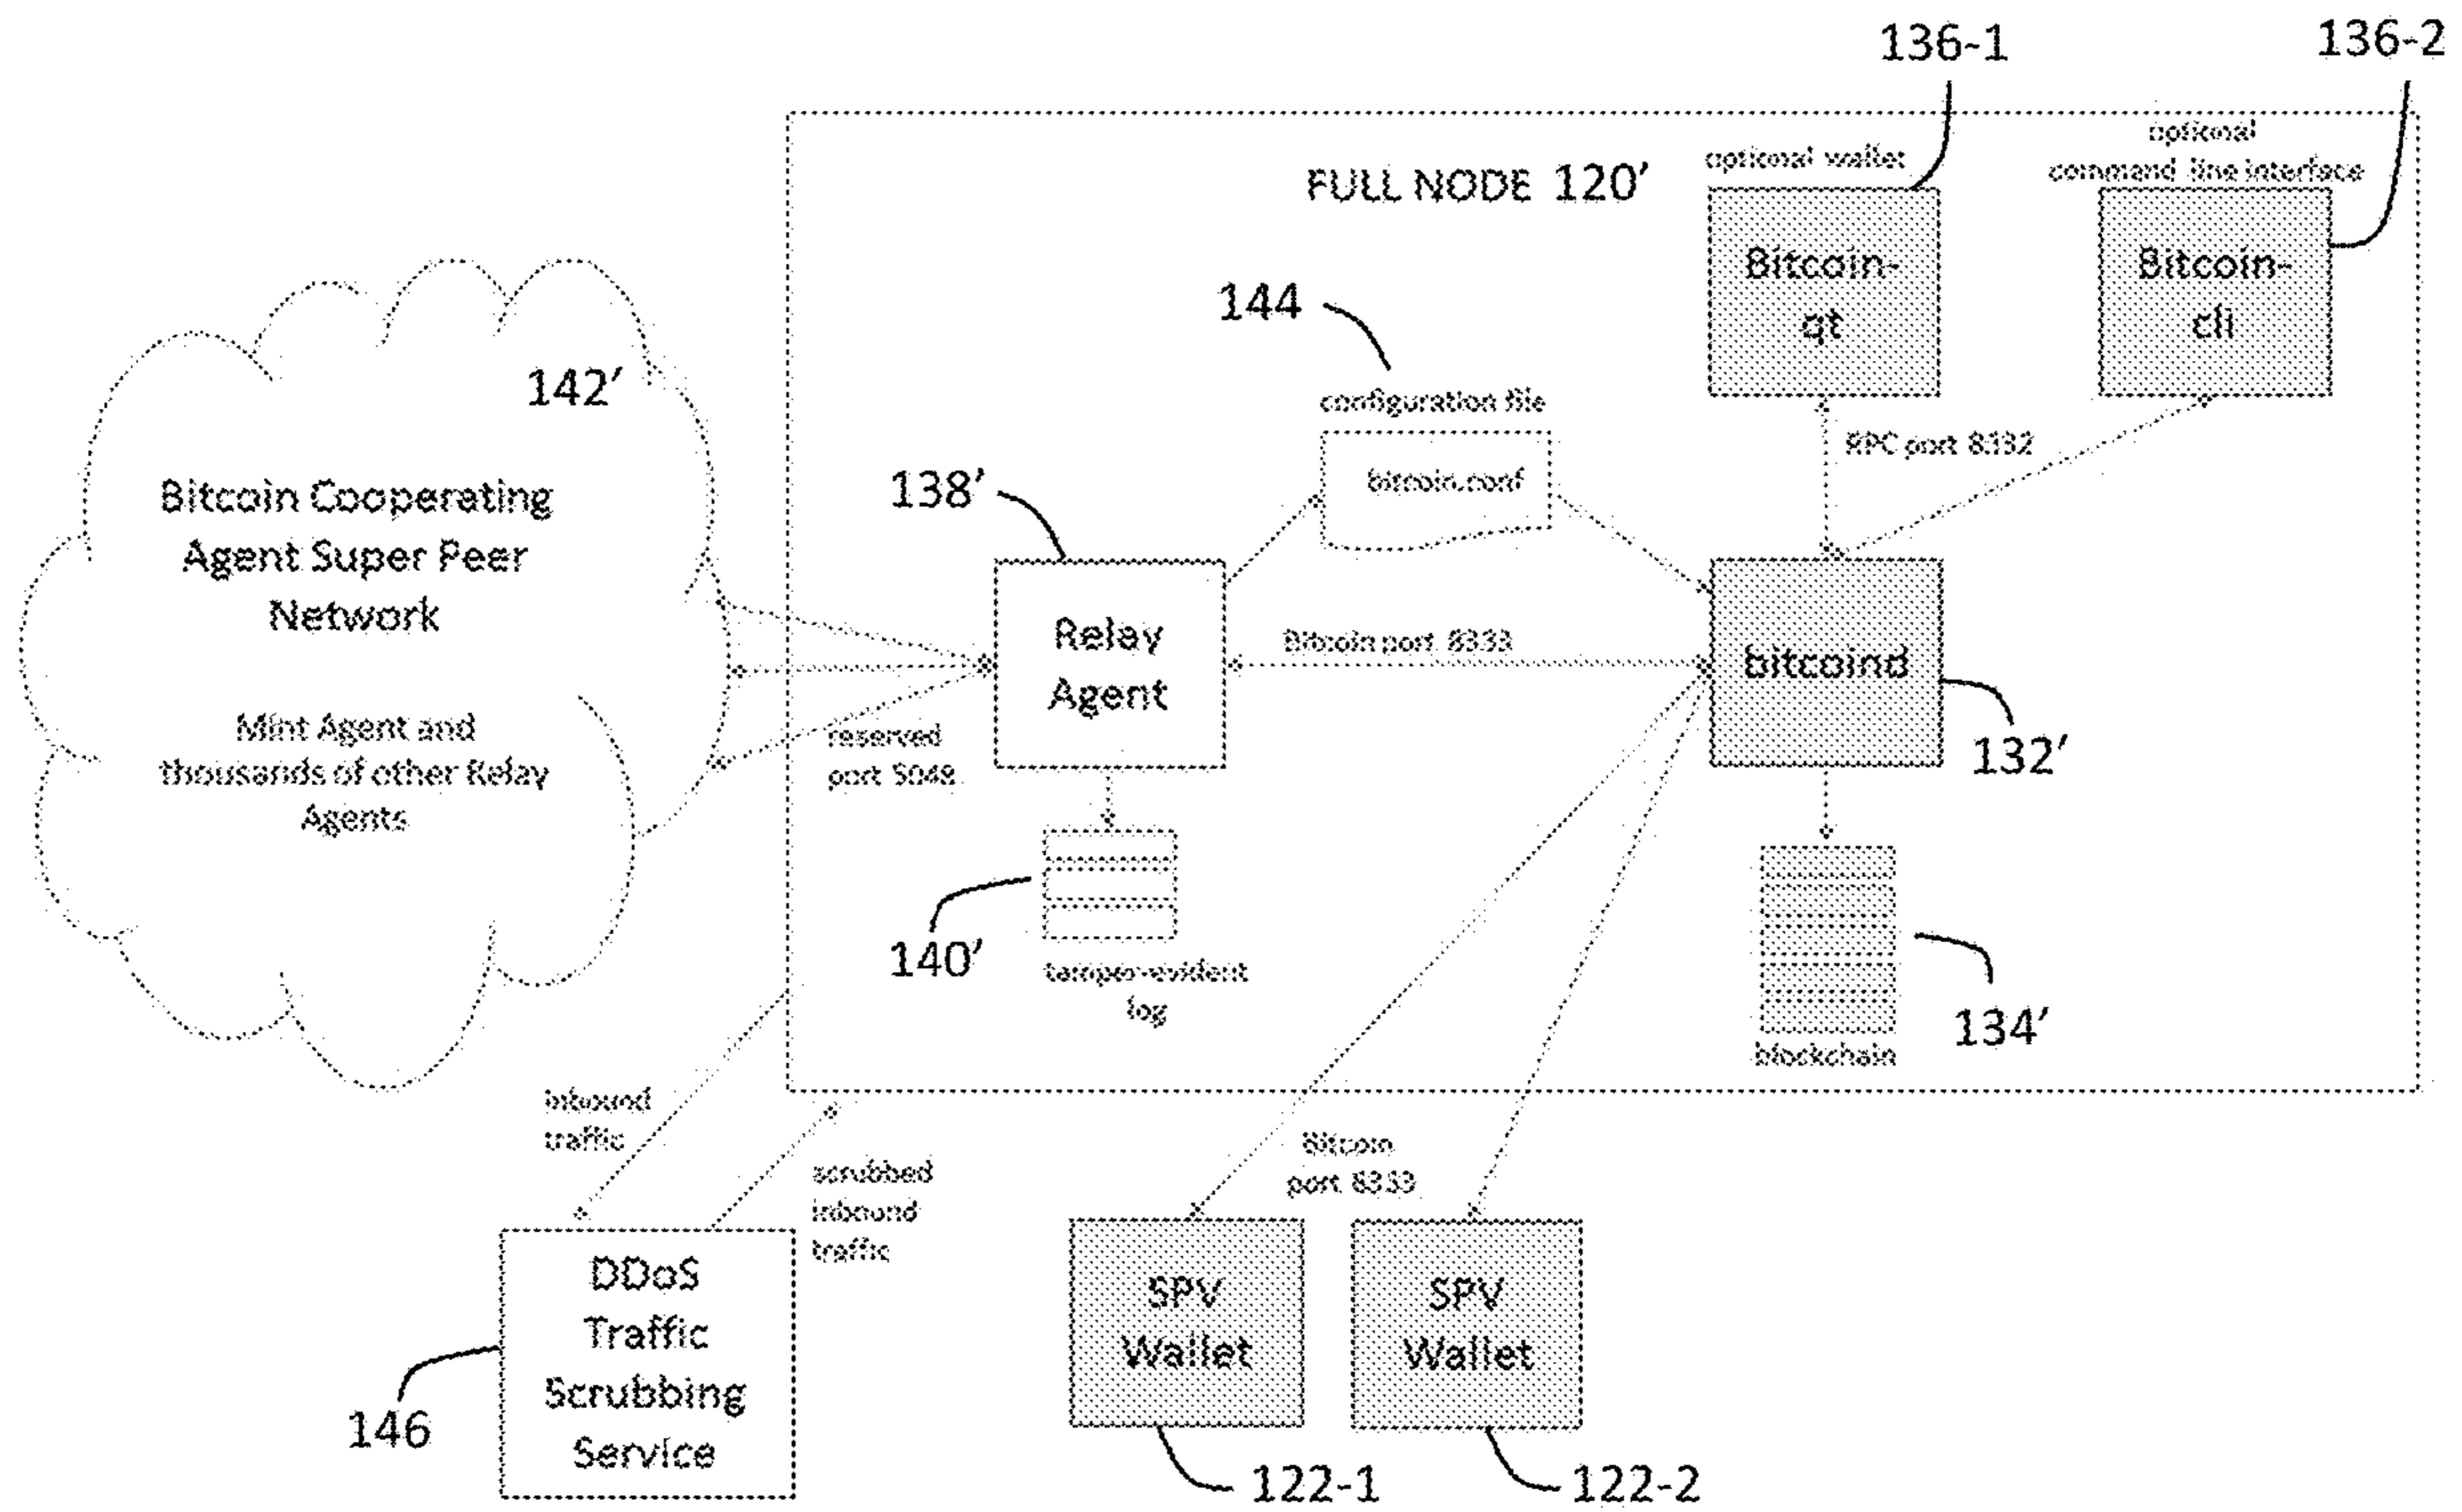 136-1
136-2
optional wallet
optional
command line interface
FULL NODE 120′
Bitcoin-
qt
Bitcoin-
cli
144
142′
configuration file
bitcoin.conf
RPC port 8332
138′
Bitcoin Cooperating
Agent Super Peer
Network
Mint Agent and
thousands of other Relay
Agents
Relay
Agent
Bitcoin port 8333
bitcoind
132′
reserved
port 5048
140′
tamper-evident
log
134′
blockchain
inbound
traffic
scrubbed
inbound
traffic
Bitcoin
port 8333
DDoS
Traffic
Scrubbing
Service
146
SPV
Wallet
SPV
Wallet
122-1
122-2